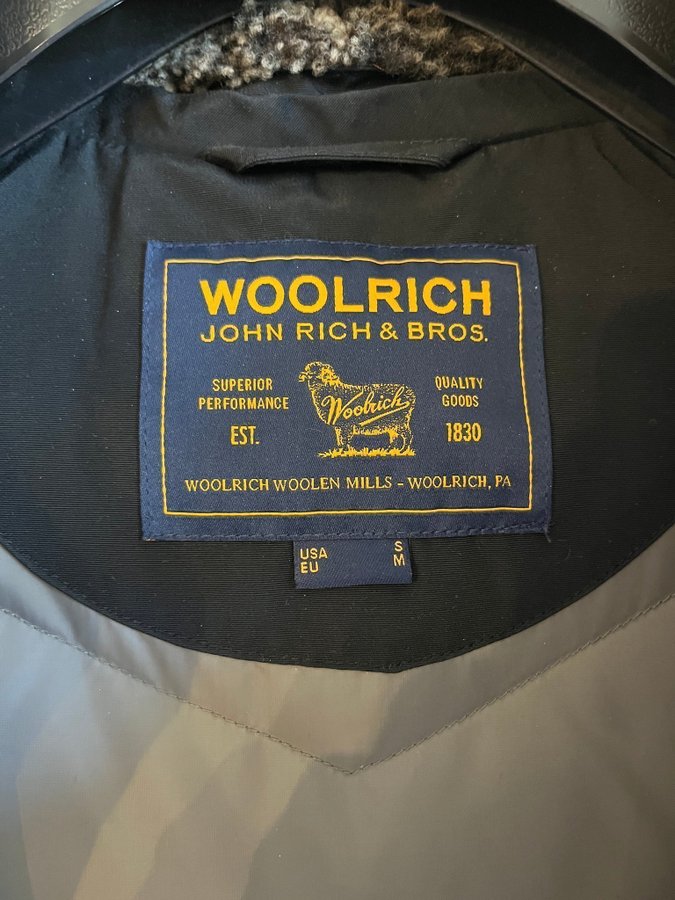 WOOLRICH
JOHN RICH & BROS.
SUPERIOR
PERFORMANCE
EST.
Woolrich
QUALITY
GOODS
1830
WOOLRICH WOOLEN MILLS - WOOLRICH, PA
USA S
EU M